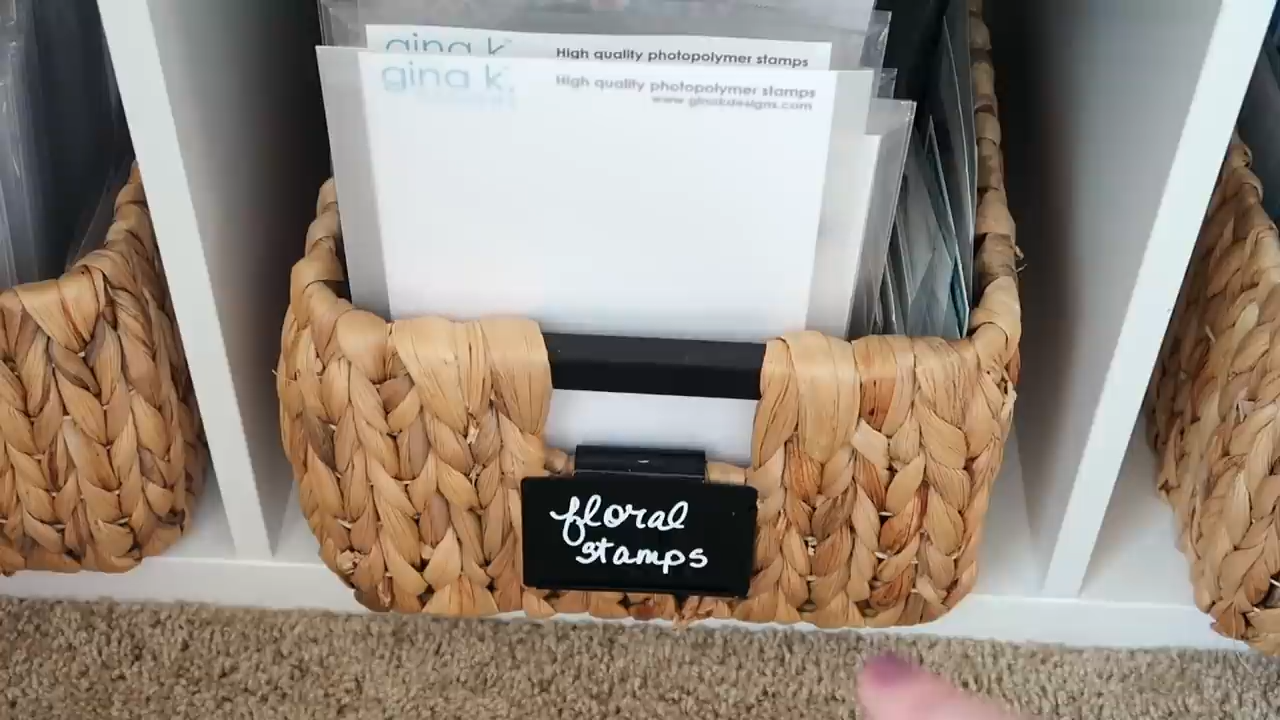 gina k.
High quality photopolymer stamps
gina k.
High quality photopolymer stamps
www.ginakdesigns.com
floral
stamps